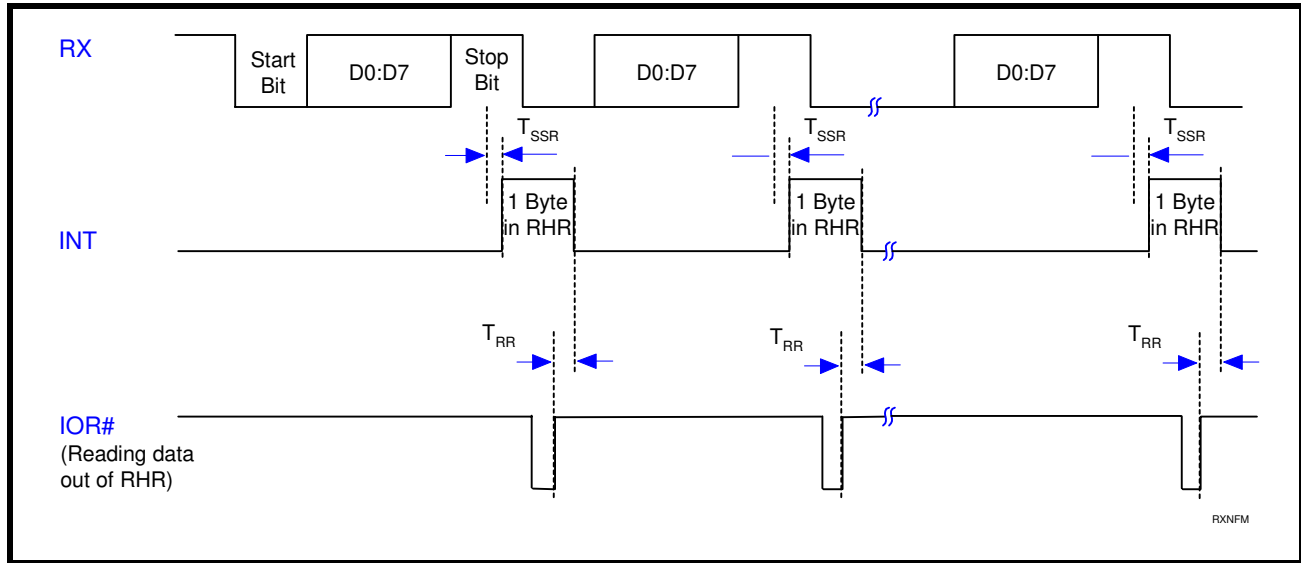 RX
Start
Bit
D0:D7
Stop
Bit
D0:D7
D0:D7
TSSR
TSSR
TSSR
INT
1 Byte
in RHR
1 Byte
in RHR
1 Byte
in RHR
TRR
TRR
TRR
IOR#
(Reading data
out of RHR)
RXNFM